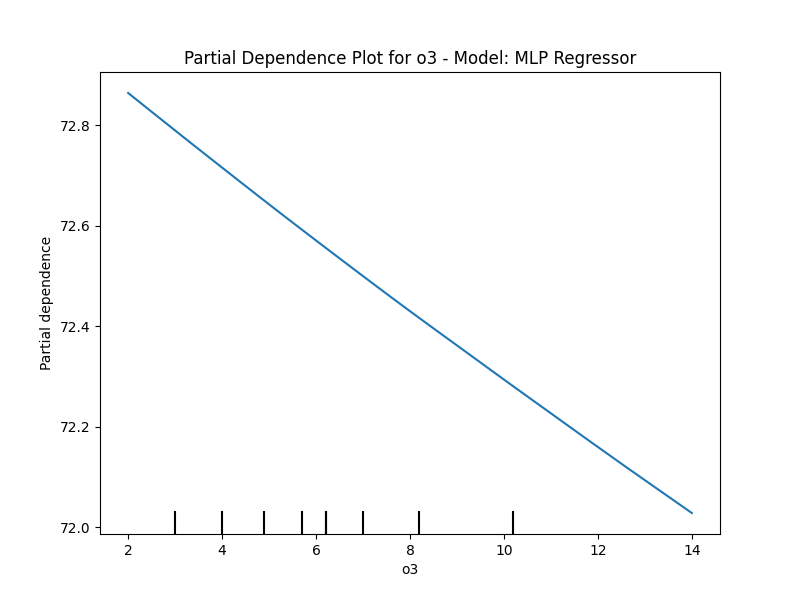 Partial Dependence Plot for o3 - Model: MLP Regressor
Partial dependence
72.8
72.6
72.4
72.2
72.0
2 4 6 8 10 12 14
o3